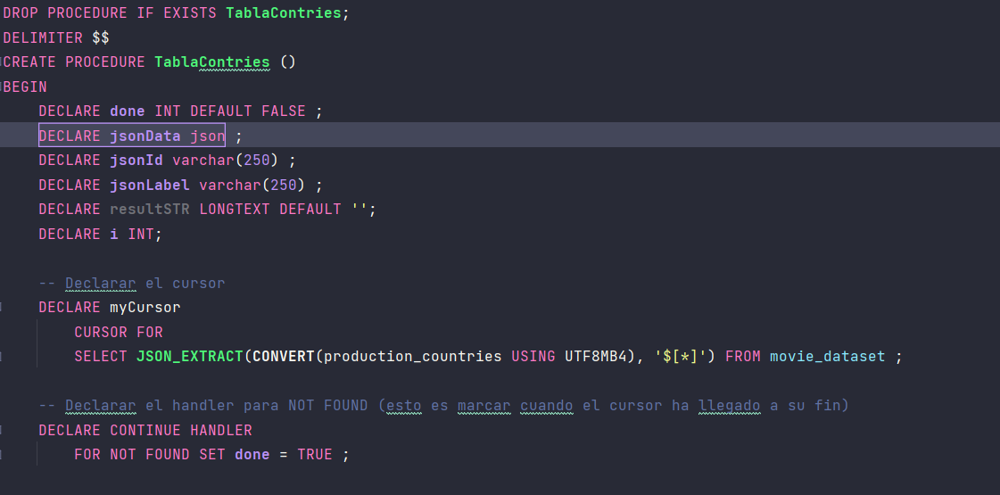 DROP PROCEDURE IF EXISTS TablaContries;
DELIMITER $$
CREATE PROCEDURE TablaContries ()
BEGIN
    DECLARE done INT DEFAULT FALSE ;
    DECLARE jsonData json ;
    DECLARE jsonId varchar(250) ;
    DECLARE jsonLabel varchar(250) ;
    DECLARE resultSTR LONGTEXT DEFAULT '';
    DECLARE i INT;
    -- Declarar el cursor
    DECLARE myCursor
        CURSOR FOR
        SELECT JSON_EXTRACT(CONVERT(production_countries USING UTF8MB4), '$[*]') FROM movie_dataset ;
    -- Declarar el handler para NOT FOUND (esto es marcar cuando el cursor ha llegado a su fin)
    DECLARE CONTINUE HANDLER
        FOR NOT FOUND SET done = TRUE ;